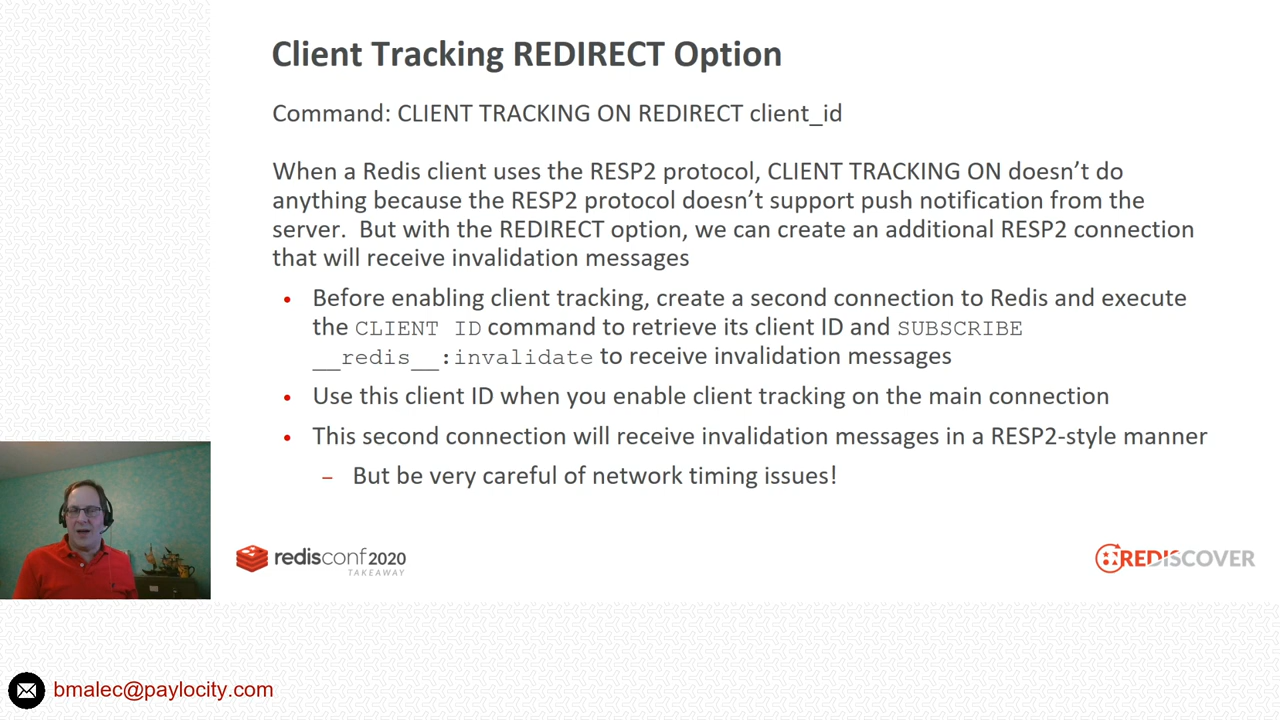 Client Tracking REDIRECT Option
Command: CLIENT TRACKING ON REDIRECT client_id
When a Redis client uses the RESP2 protocol, CLIENT TRACKING ON doesn’t do
anything because the RESP2 protocol doesn’t support push notification from the
server.  But with the REDIRECT option, we can create an additional RESP2 connection
that will receive invalidation messages
• Before enabling client tracking, create a second connection to Redis and execute
the CLIENT ID command to retrieve its client ID and SUBSCRIBE
__redis__:invalidate to receive invalidation messages
• Use this client ID when you enable client tracking on the main connection
• This second connection will receive invalidation messages in a RESP2-style manner
– But be very careful of network timing issues!
redisconf 2020
TAKEAWAY
REDISCOVER
bmalec@paylocity.com